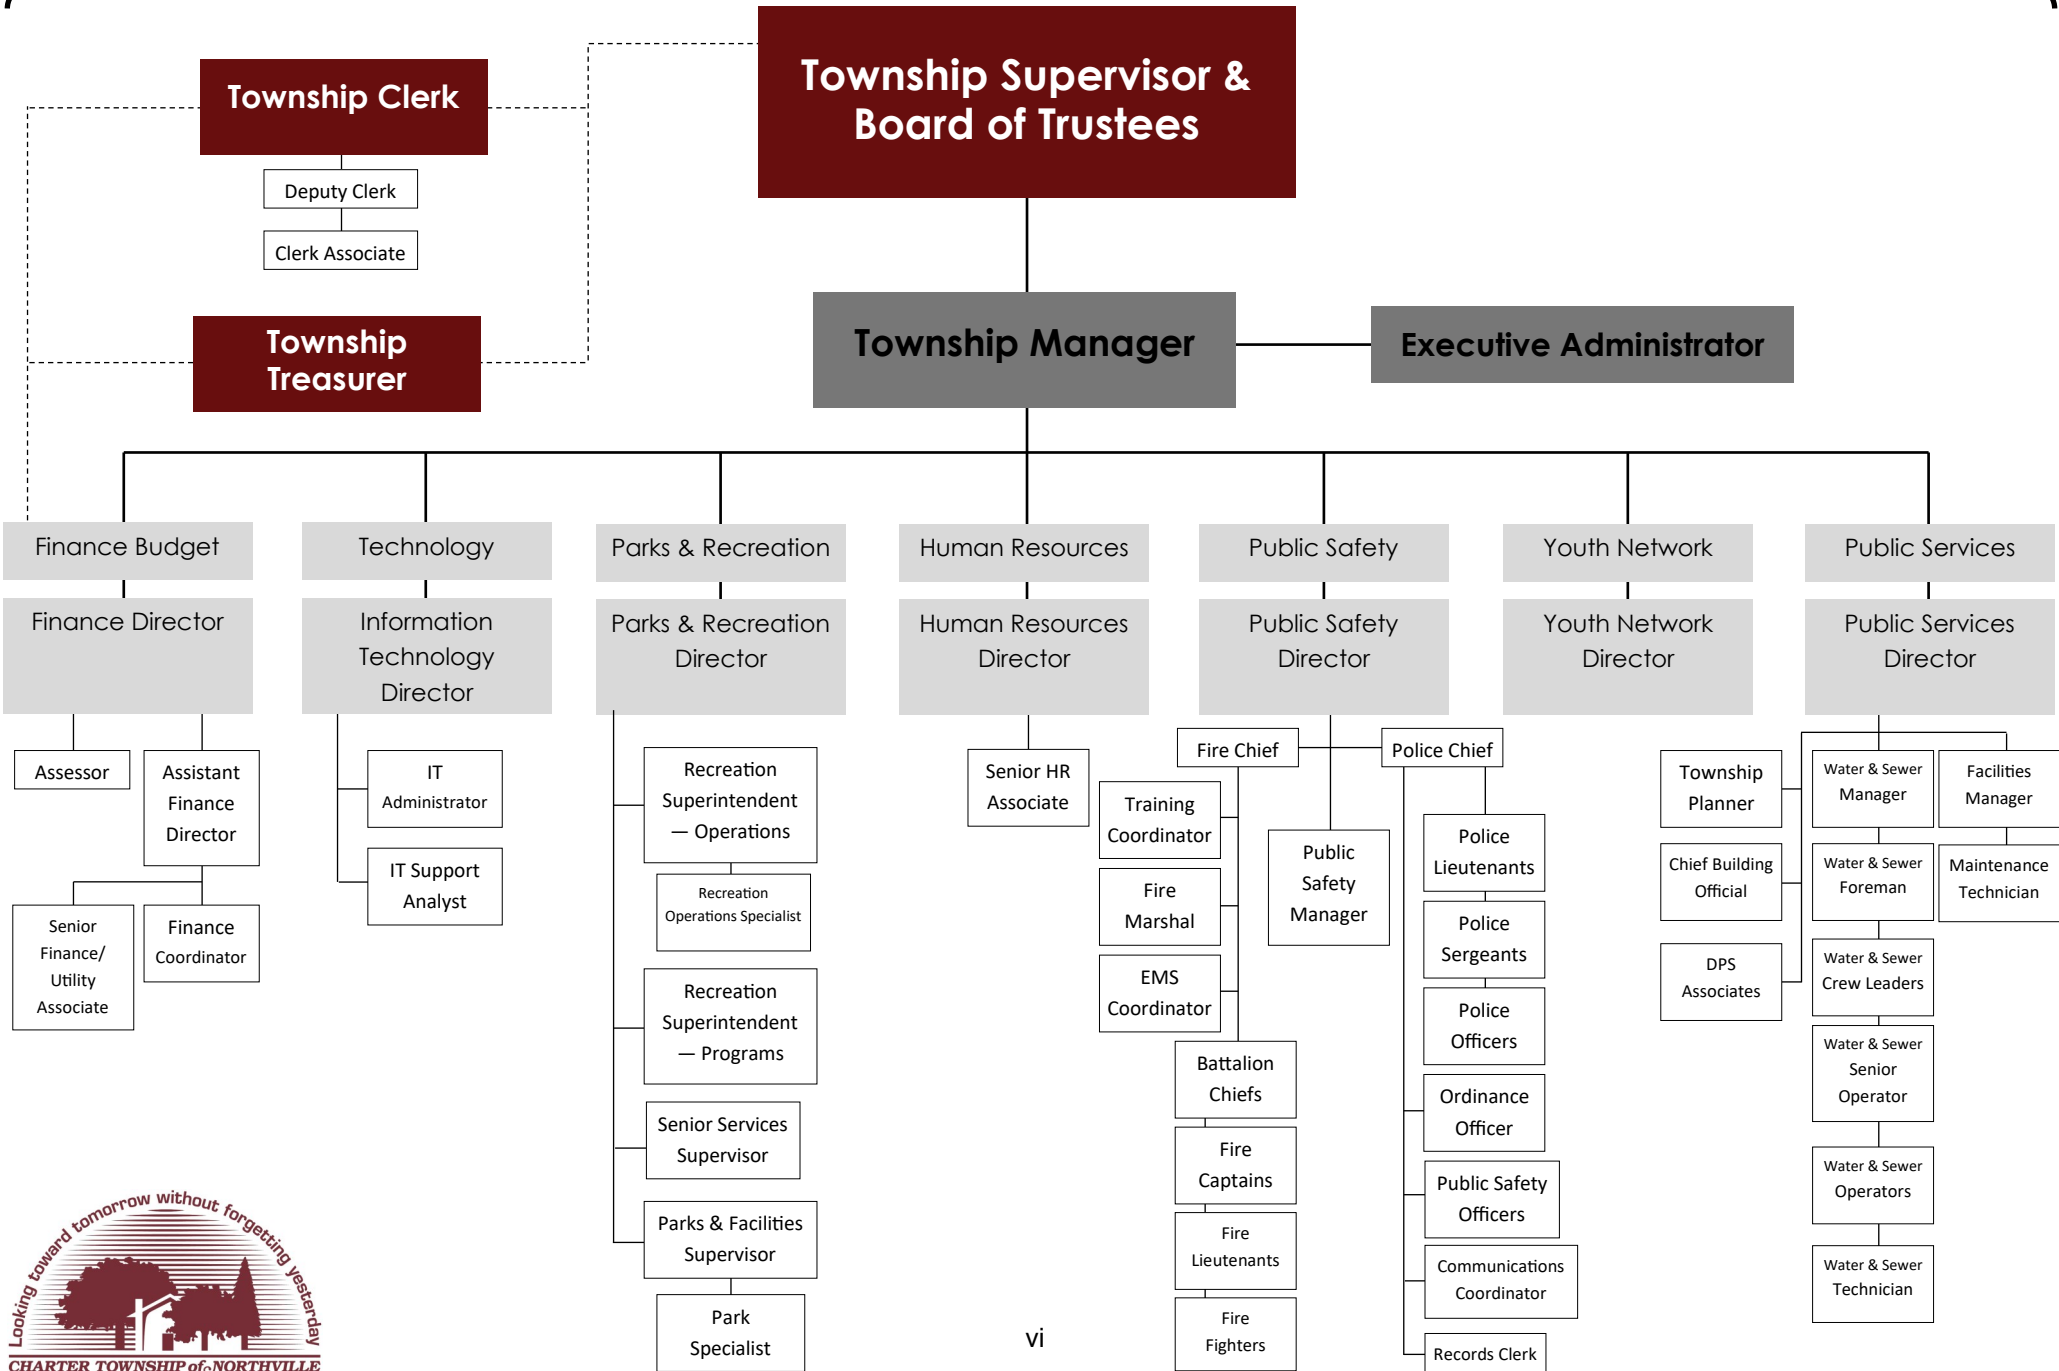 Township Supervisor &
Board of Trustees
Township Clerk
Deputy Clerk
Clerk Associate
Township
Treasurer
Township Manager
Executive Administrator
Finance Budget
Technology
Parks & Recreation
Human Resources
Public Safety
Youth Network
Public Services
Finance Director
Information
Technology
Director
Parks & Recreation
Director
Human Resources
Director
Public Safety
Director
Youth Network
Director
Public Services
Director
Assessor
Assistant
Finance
Director
Senior
Finance/
Utility
Associate
Finance
Coordinator
IT
Administrator
IT Support
Analyst
Recreation
Superintendent
— Operations
Recreation
Operations Specialist
Recreation
Superintendent
— Programs
Senior Services
Supervisor
Parks & Facilities
Supervisor
Park
Specialist
Senior HR
Associate
Fire Chief
Training
Coordinator
Fire
Marshal
EMS
Coordinator
Battalion
Chiefs
Fire
Captains
Fire
Lieutenants
Fire
Fighters
Public
Safety
Manager
Police Chief
Police
Lieutenants
Police
Sergeants
Police
Officers
Ordinance
Officer
Public Safety
Officers
Communications
Coordinator
Records Clerk
Township
Planner
Chief Building
Official
DPS
Associates
Water & Sewer
Manager
Water & Sewer
Foreman
Water & Sewer
Crew Leaders
Water & Sewer
Senior
Operator
Water & Sewer
Operators
Water & Sewer
Technician
Facilities
Manager
Maintenance
Technician
Looking toward tomorrow without forgetting yesterday
CHARTER TOWNSHIP of NORTHVILLE
vi